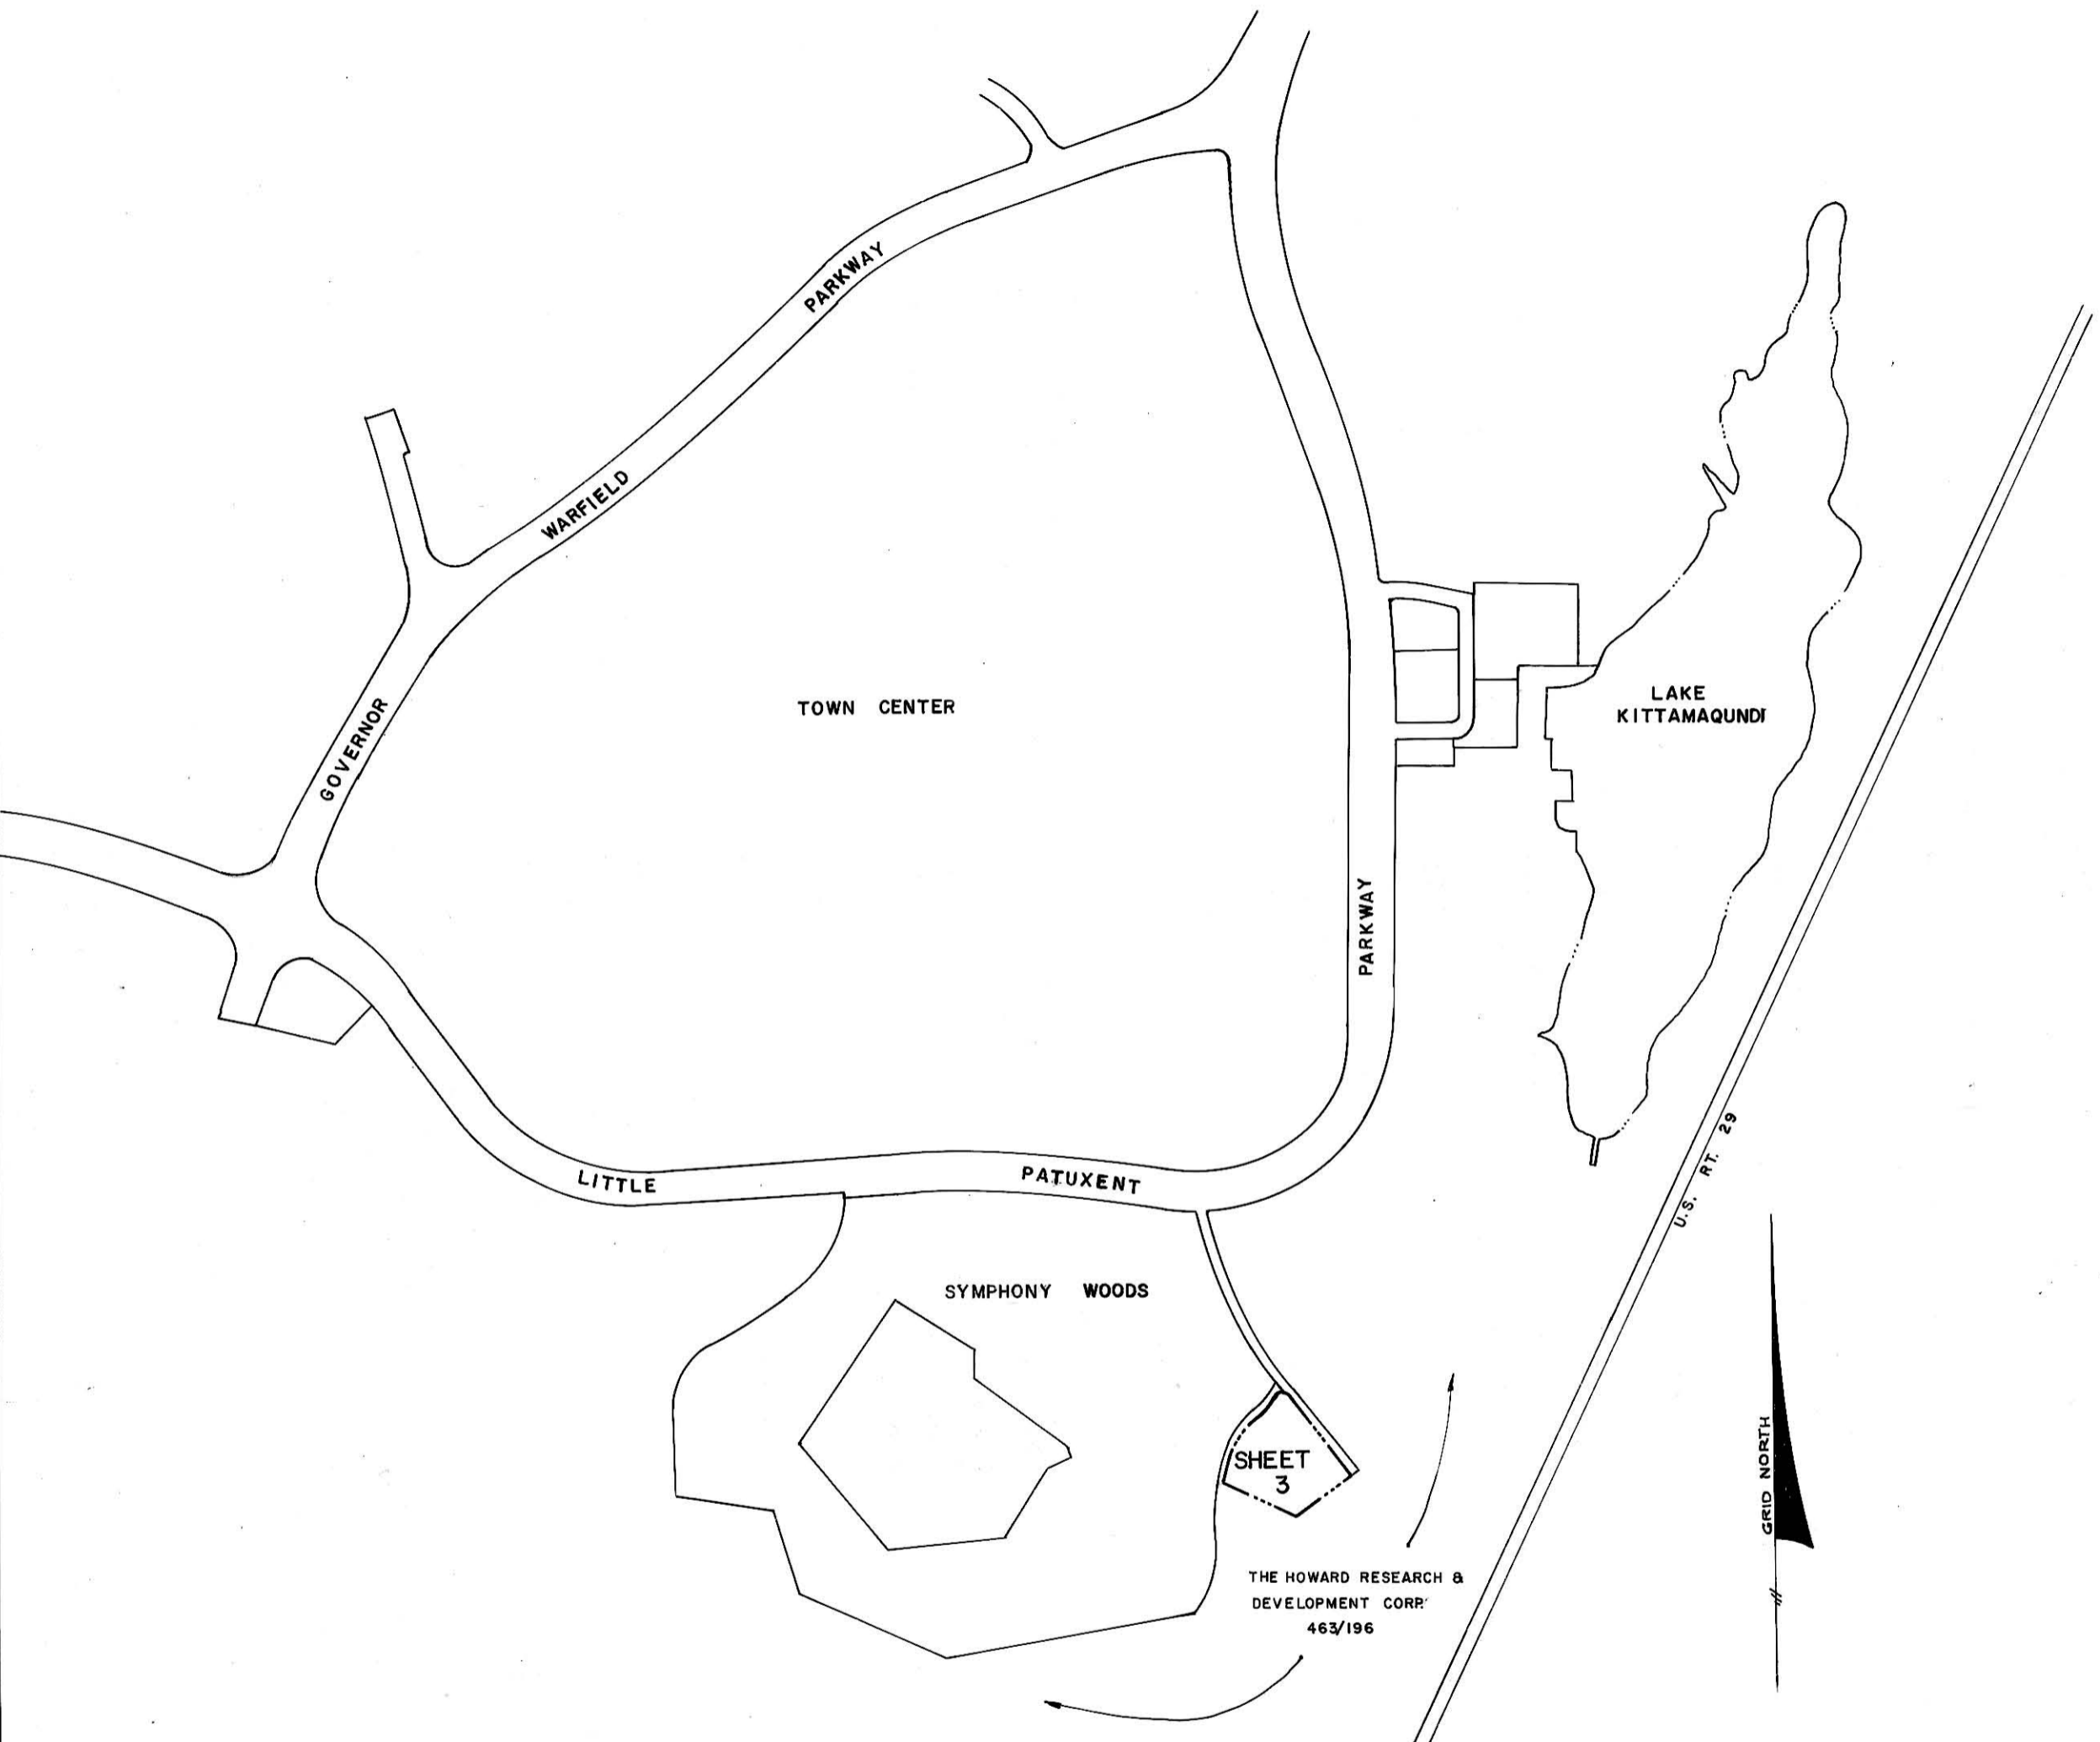 PARKWAY
WARFIELD
GOVERNOR
TOWN CENTER
LAKE
KITTAMAQUNDI
PARKWAY
LITTLE
PATUXENT
U.S. RT. 29
SYMPHONY WOODS
SHEET
3
GRID NORTH
THE HOWARD RESEARCH &
DEVELOPMENT CORP.
463/196